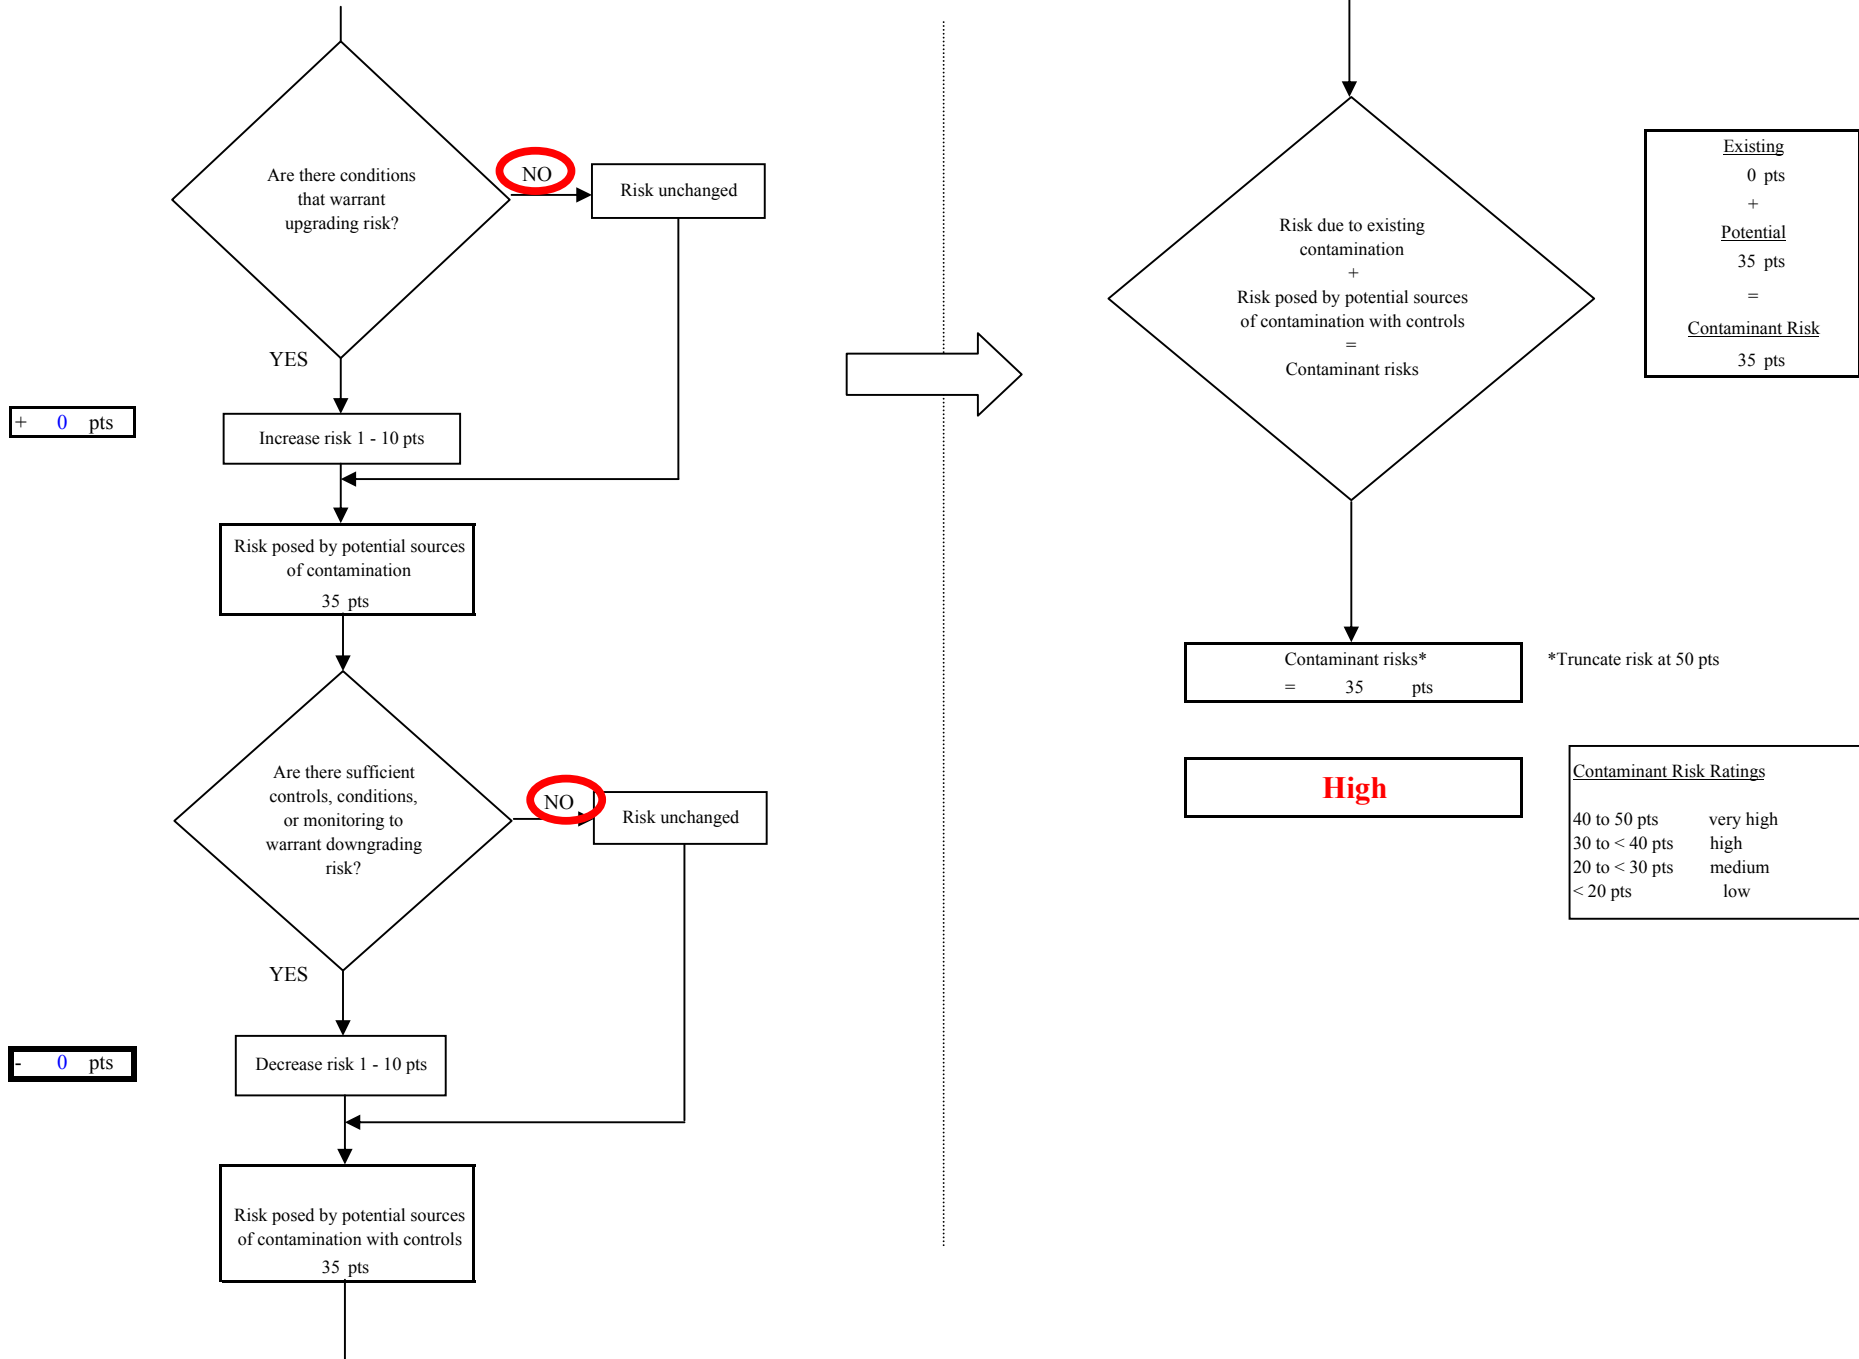 Are there conditions
that warrant
upgrading risk?
NO
Risk unchanged
YES
+ 0 pts
Increase risk 1 - 10 pts
Risk posed by potential sources
of contamination
35 pts
Are there sufficient
controls, conditions,
or monitoring to
warrant downgrading
risk?
NO
Risk unchanged
YES
- 0 pts
Decrease risk 1 - 10 pts
Risk posed by potential sources
of contamination with controls
35 pts
Risk due to existing
contamination
+
Risk posed by potential sources
of contamination with controls
=
Contaminant risks
Existing
0 pts
+
Potential
35 pts
=
Contaminant Risk
35 pts
Contaminant risks*
= 35 pts
*Truncate risk at 50 pts
High
Contaminant Risk Ratings
40 to 50 pts very high
30 to < 40 pts high
20 to < 30 pts medium
< 20 pts low